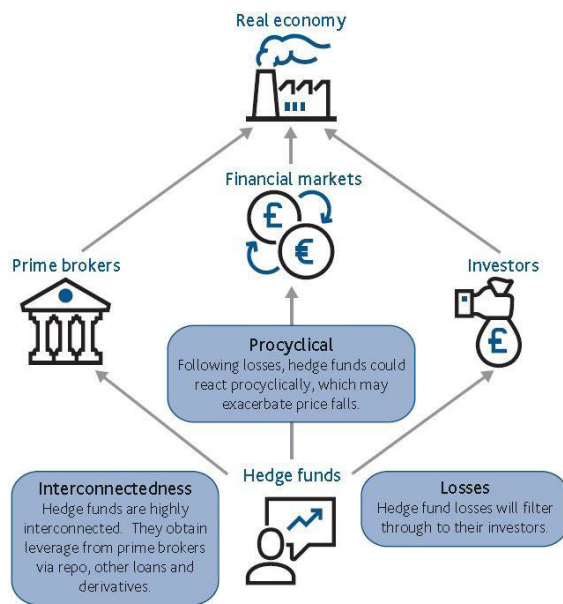 Real economy
Financial markets
£
€
Prime brokers
Investors
£
Procyclical
Following losses, hedge funds could
react procyclically, which may
exacerbate price falls.
Hedge funds
Interconnectedness
Hedge funds are highly
interconnected. They obtain
leverage from prime brokers
via repo, other loans and
derivatives.
Losses
Hedge fund losses will filter
through to their investors.